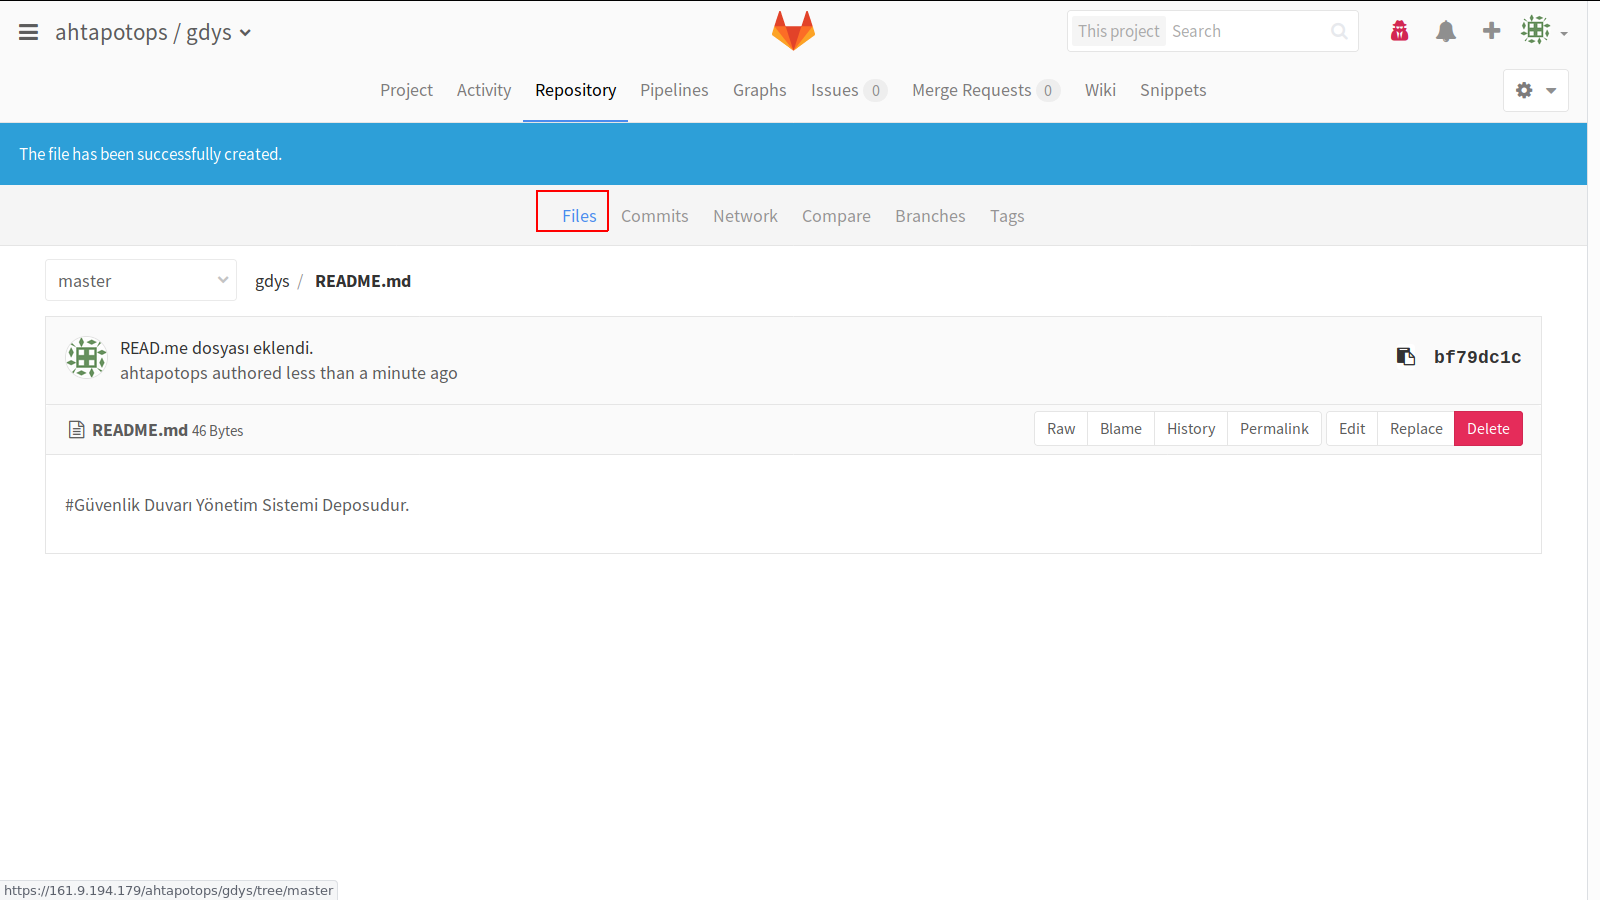 ahtapotops / gdys
This project Search
Project Activity Repository Pipelines Graphs Issues 0 Merge Requests 0 Wiki Snippets
The file has been successfully created.
Files Commits Network Compare Branches Tags
master gdys / README.md
READ.me dosyası eklendi.
ahtapotops authored less than a minute ago
bf79dc1c
README.md 46 Bytes
Raw Blame History Permalink Edit Replace Delete
#Güvenlik Duvarı Yönetim Sistemi Deposudur.
https://161.9.194.179/ahtapotops/gdys/tree/master